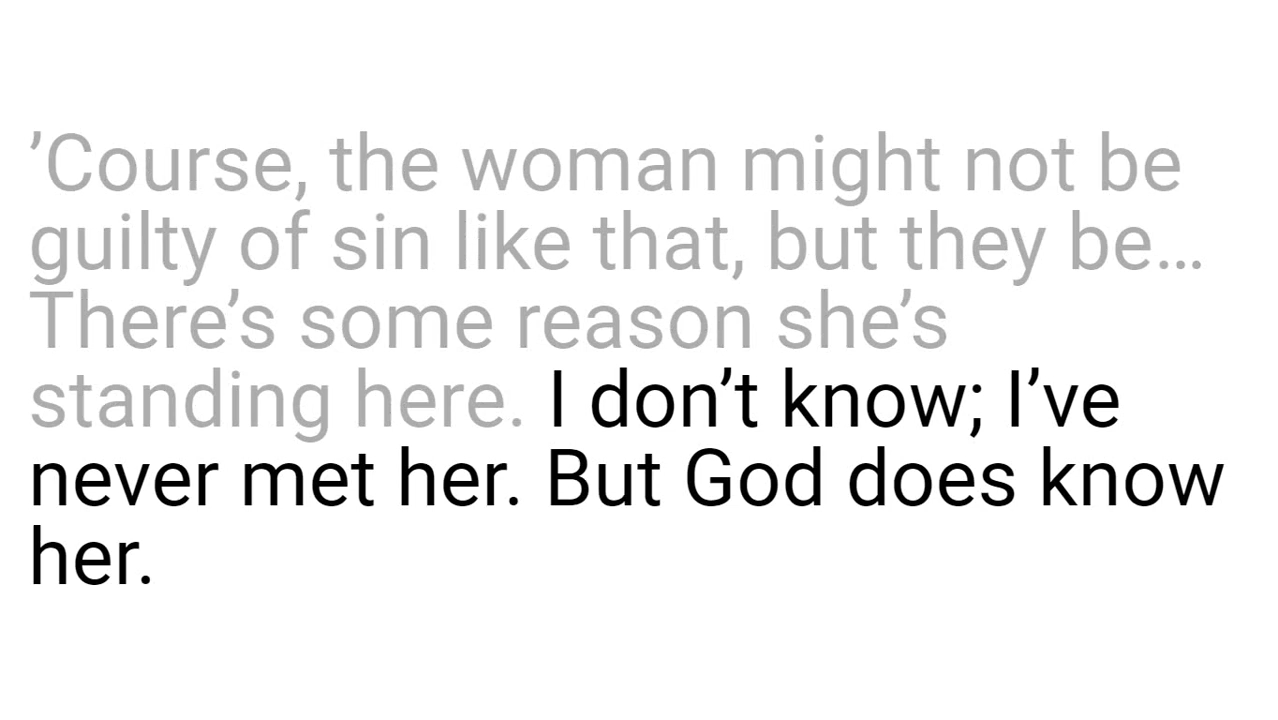 ’Course, the woman might not be
guilty of sin like that, but they be…
There’s some reason she’s
standing here. I don’t know; I’ve
never met her. But God does know
her.